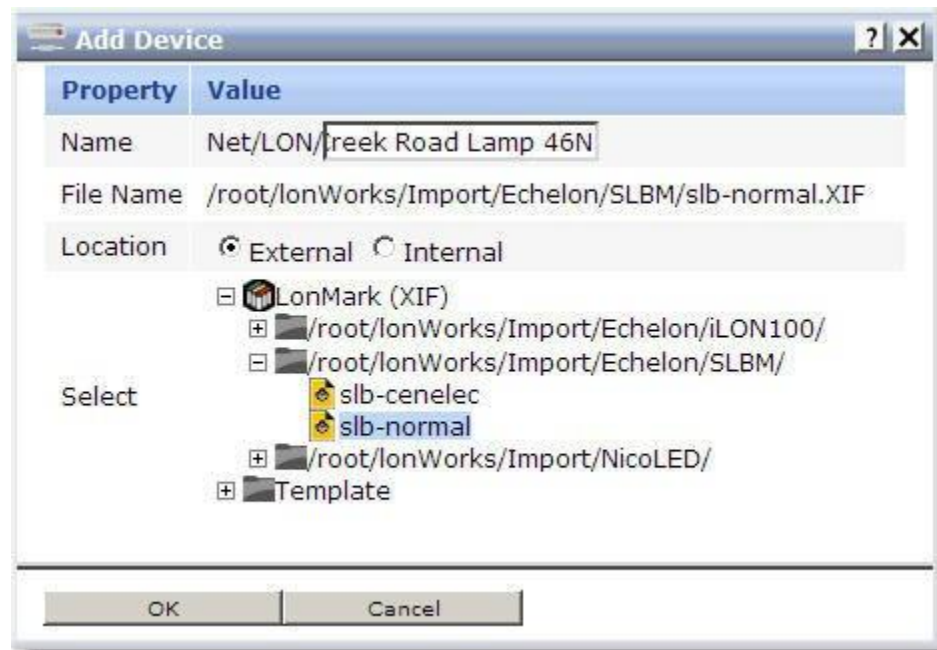 Add Device ? X
Property Value
Name Net/LON/reek Road Lamp 46N
File Name /root/lonWorks/Import/Echelon/SLBM/slb-normal.XIF
Location External Internal
LonMark (XIF)
/root/lonWorks/Import/Echelon/iLON100/
/root/lonWorks/Import/Echelon/SLBM/
Select
slb-cenelec
slb-normal
/root/lonWorks/Import/NicoLED/
Template
OK Cancel